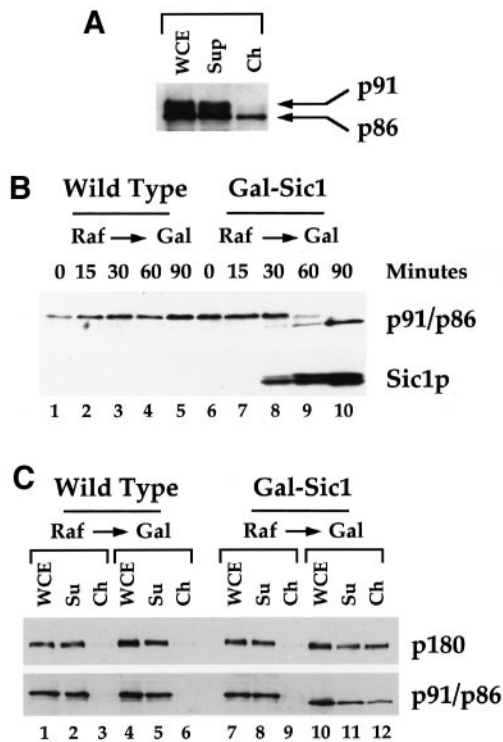 A
WCE Sup Ch
p91
p86
B
Wild Type Gal-Sic1
Raf → Gal Raf → Gal
0 15 30 60 90 0 15 30 60 90 Minutes
p91/p86
Sic1p
1 2 3 4 5 6 7 8 9 10
C
Wild Type Gal-Sic1
Raf → Gal Raf → Gal
WCE Su Ch WCE Su Ch WCE Su Ch WCE Su Ch
p180
p91/p86
1 2 3 4 5 6 7 8 9 10 11 12